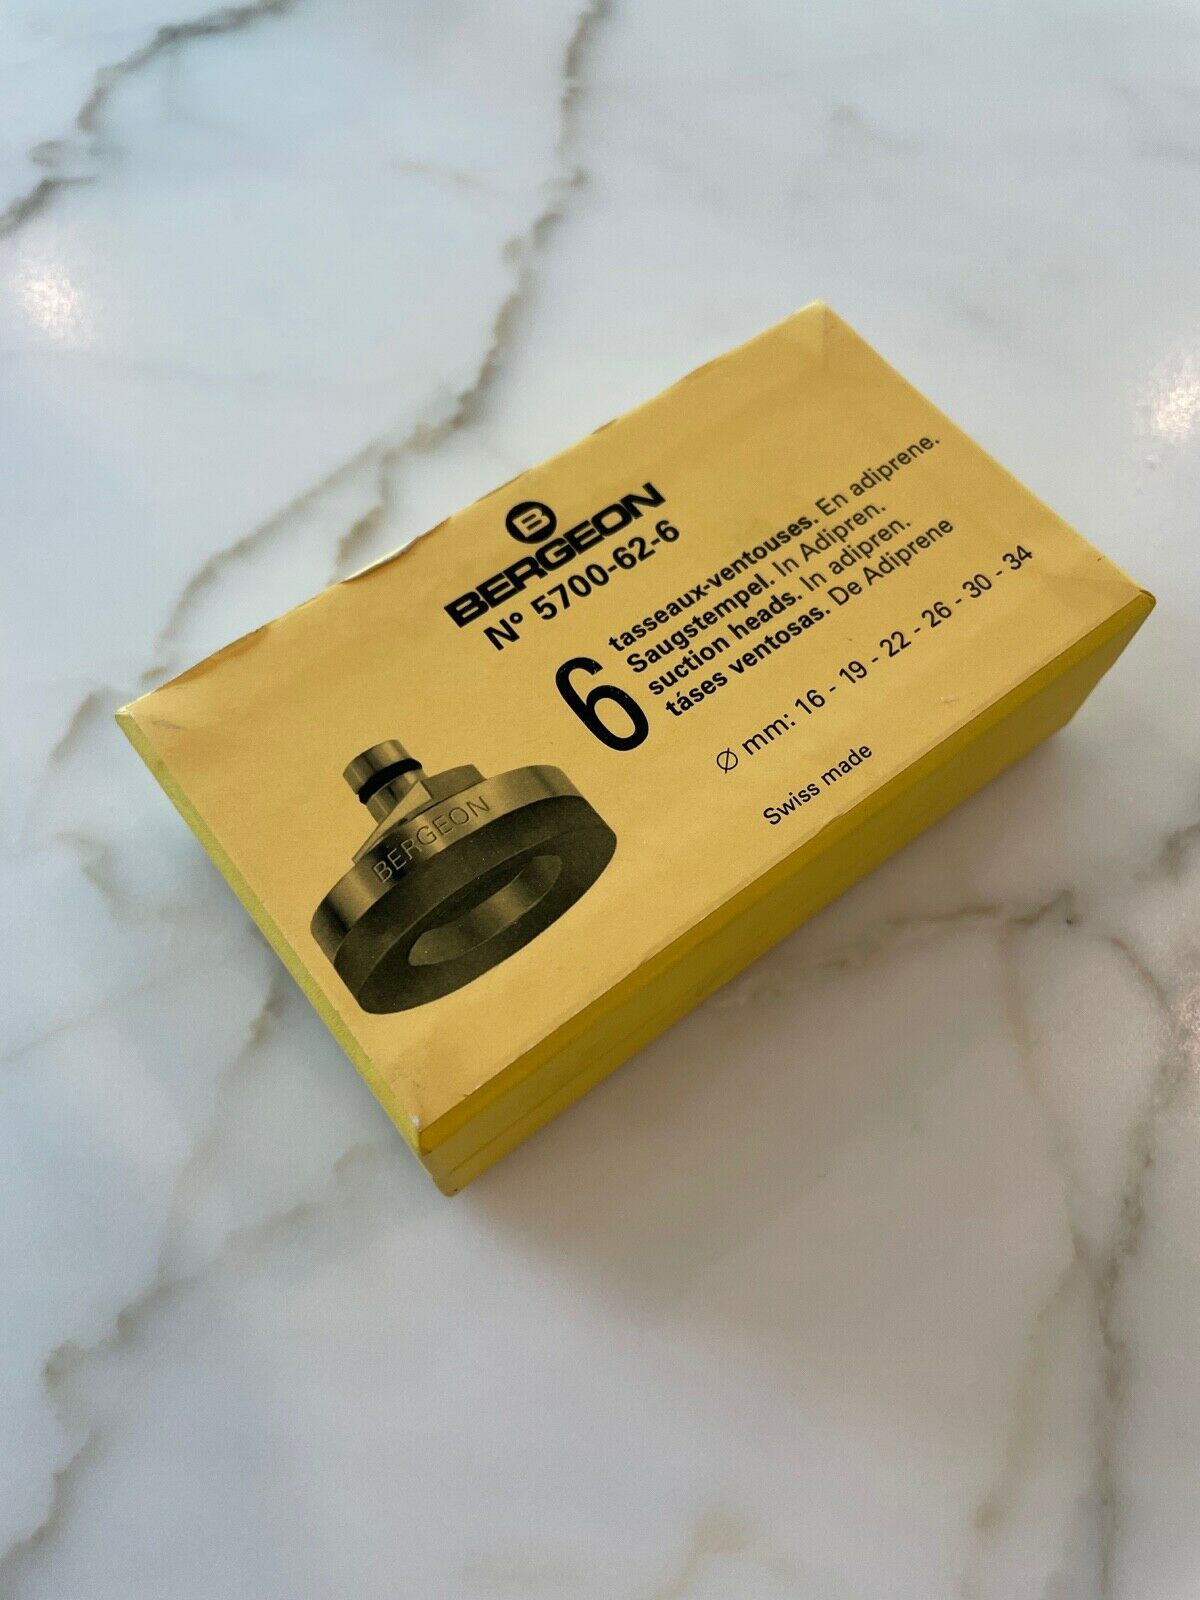 B
BERGEON
N° 5700-62-6
6
tasseaux-ventouses. En adiprene.
Saugstempel. In Adipren.
suction heads. In adipren.
táses ventosas. De Adiprene
Ø mm: 16 - 19 - 22 - 26 - 30 - 34
Swiss made
BERGEON